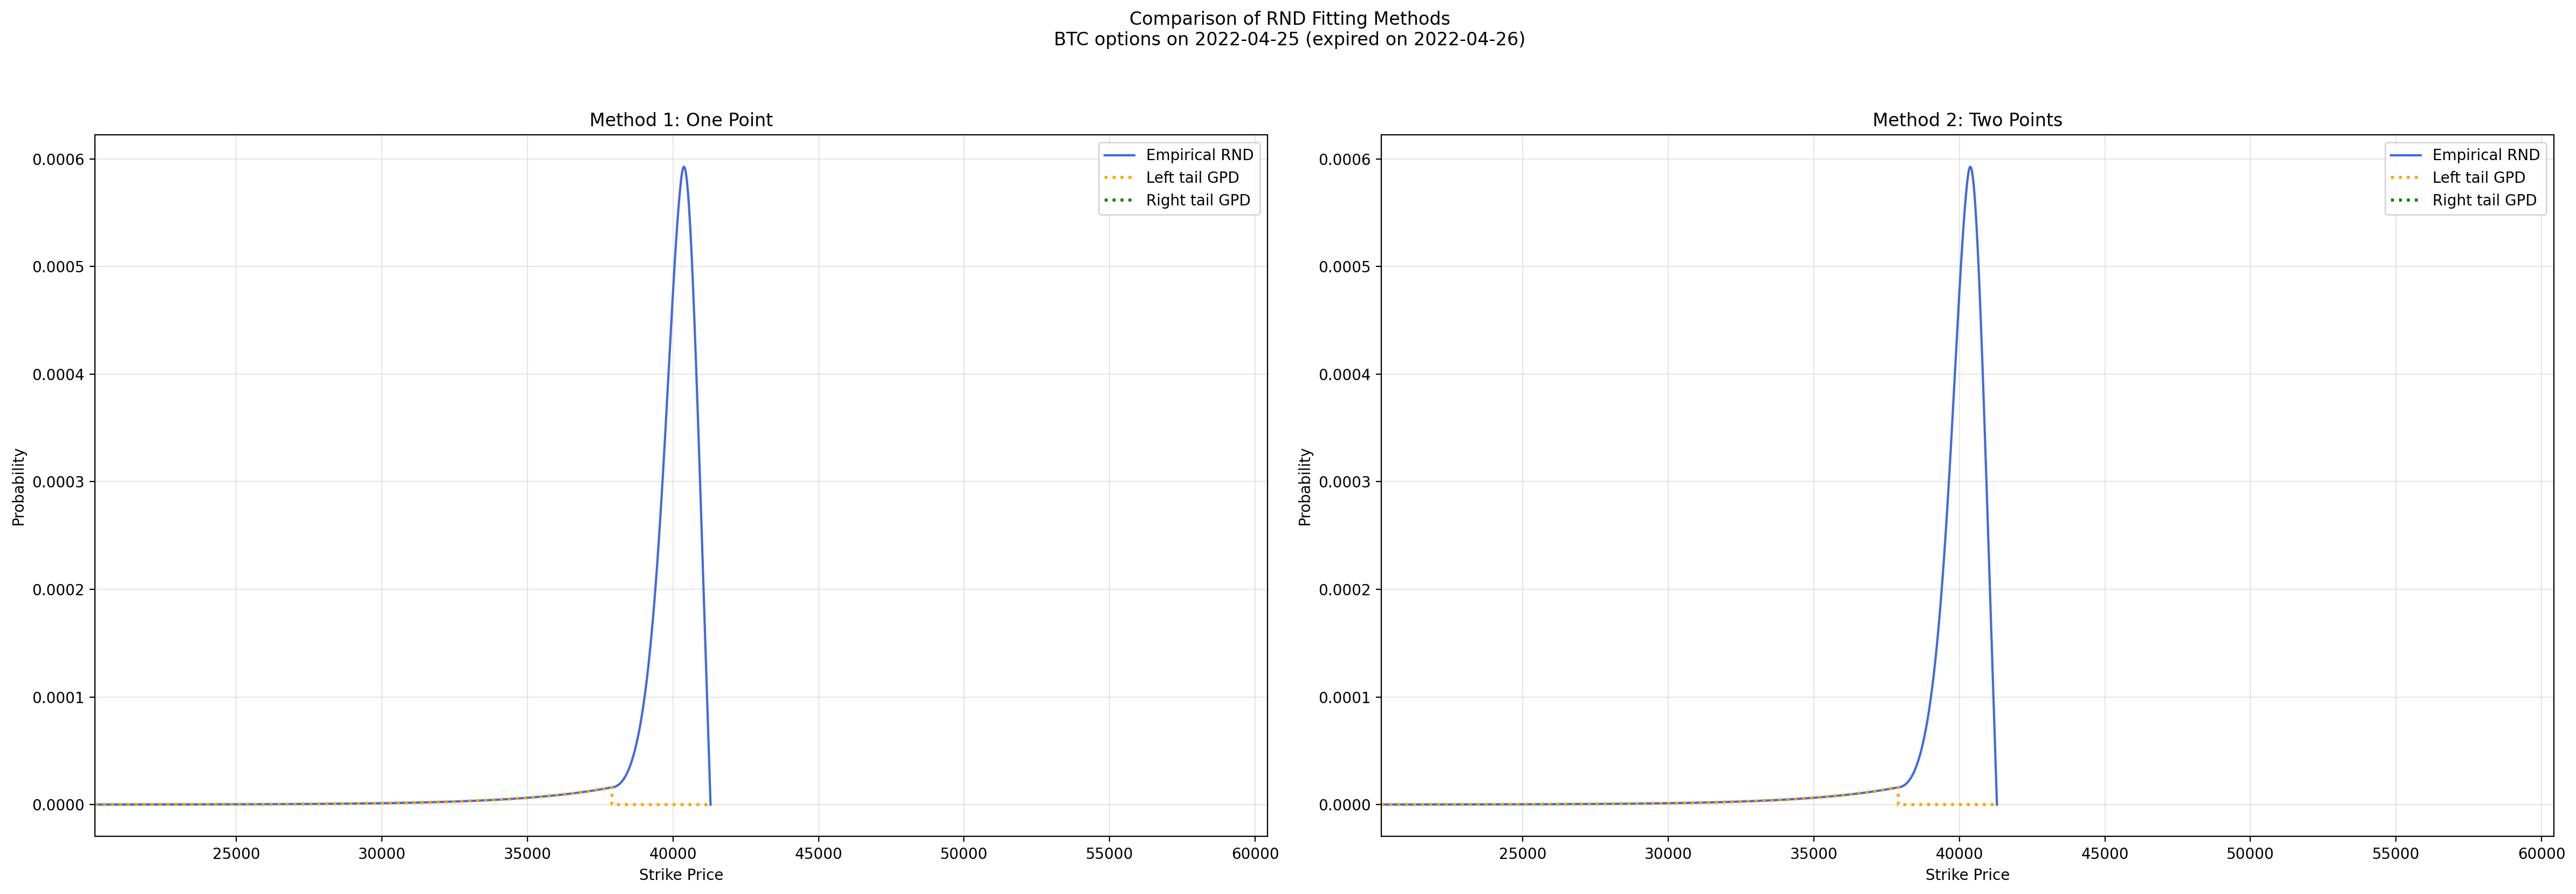 Comparison of RND Fitting Methods
BTC options on 2022-04-25 (expired on 2022-04-26)
Method 1: One Point
Empirical RND
Left tail GPD
Right tail GPD
0.0006
0.0005
0.0004
0.0003
0.0002
0.0001
0.0000
Probability
25000
30000
35000
40000
45000
50000
55000
60000
Strike Price
Method 2: Two Points
Empirical RND
Left tail GPD
Right tail GPD
0.0006
0.0005
0.0004
0.0003
0.0002
0.0001
0.0000
Probability
25000
30000
35000
40000
45000
50000
55000
60000
Strike Price